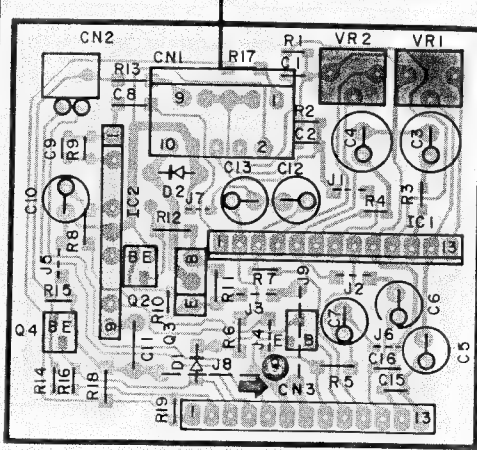 CN2 CN1 R17 R1 VR2 VR1
R13 C1
C8 9 1 R2
C9 R9 10 2 C2 C4 C3
C10 IC2 D2 C13 C12 J7 J1 R4 R3
R12 IC1
R8 1 13
J5 B E B R7 J9 J2
R15 Q2 R10 E R11 J3 C6
Q4 B E 9 Q3 R6 J4 E B C7 J6 C5
C11 D1 J8 C16
R14 R16 R18 CN3 R5 C15
R19 1 13